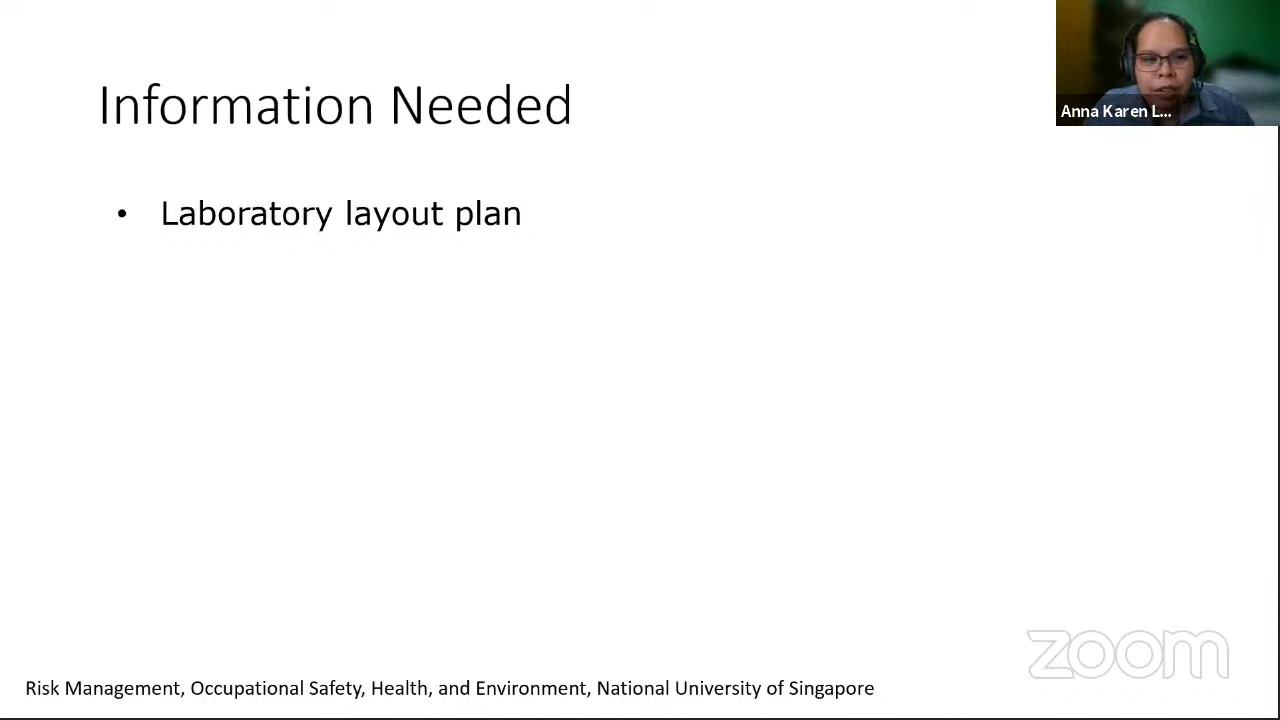 Information Needed
Anna Karen L...
• Laboratory layout plan
zoom
Risk Management, Occupational Safety, Health, and Environment, National University of Singapore